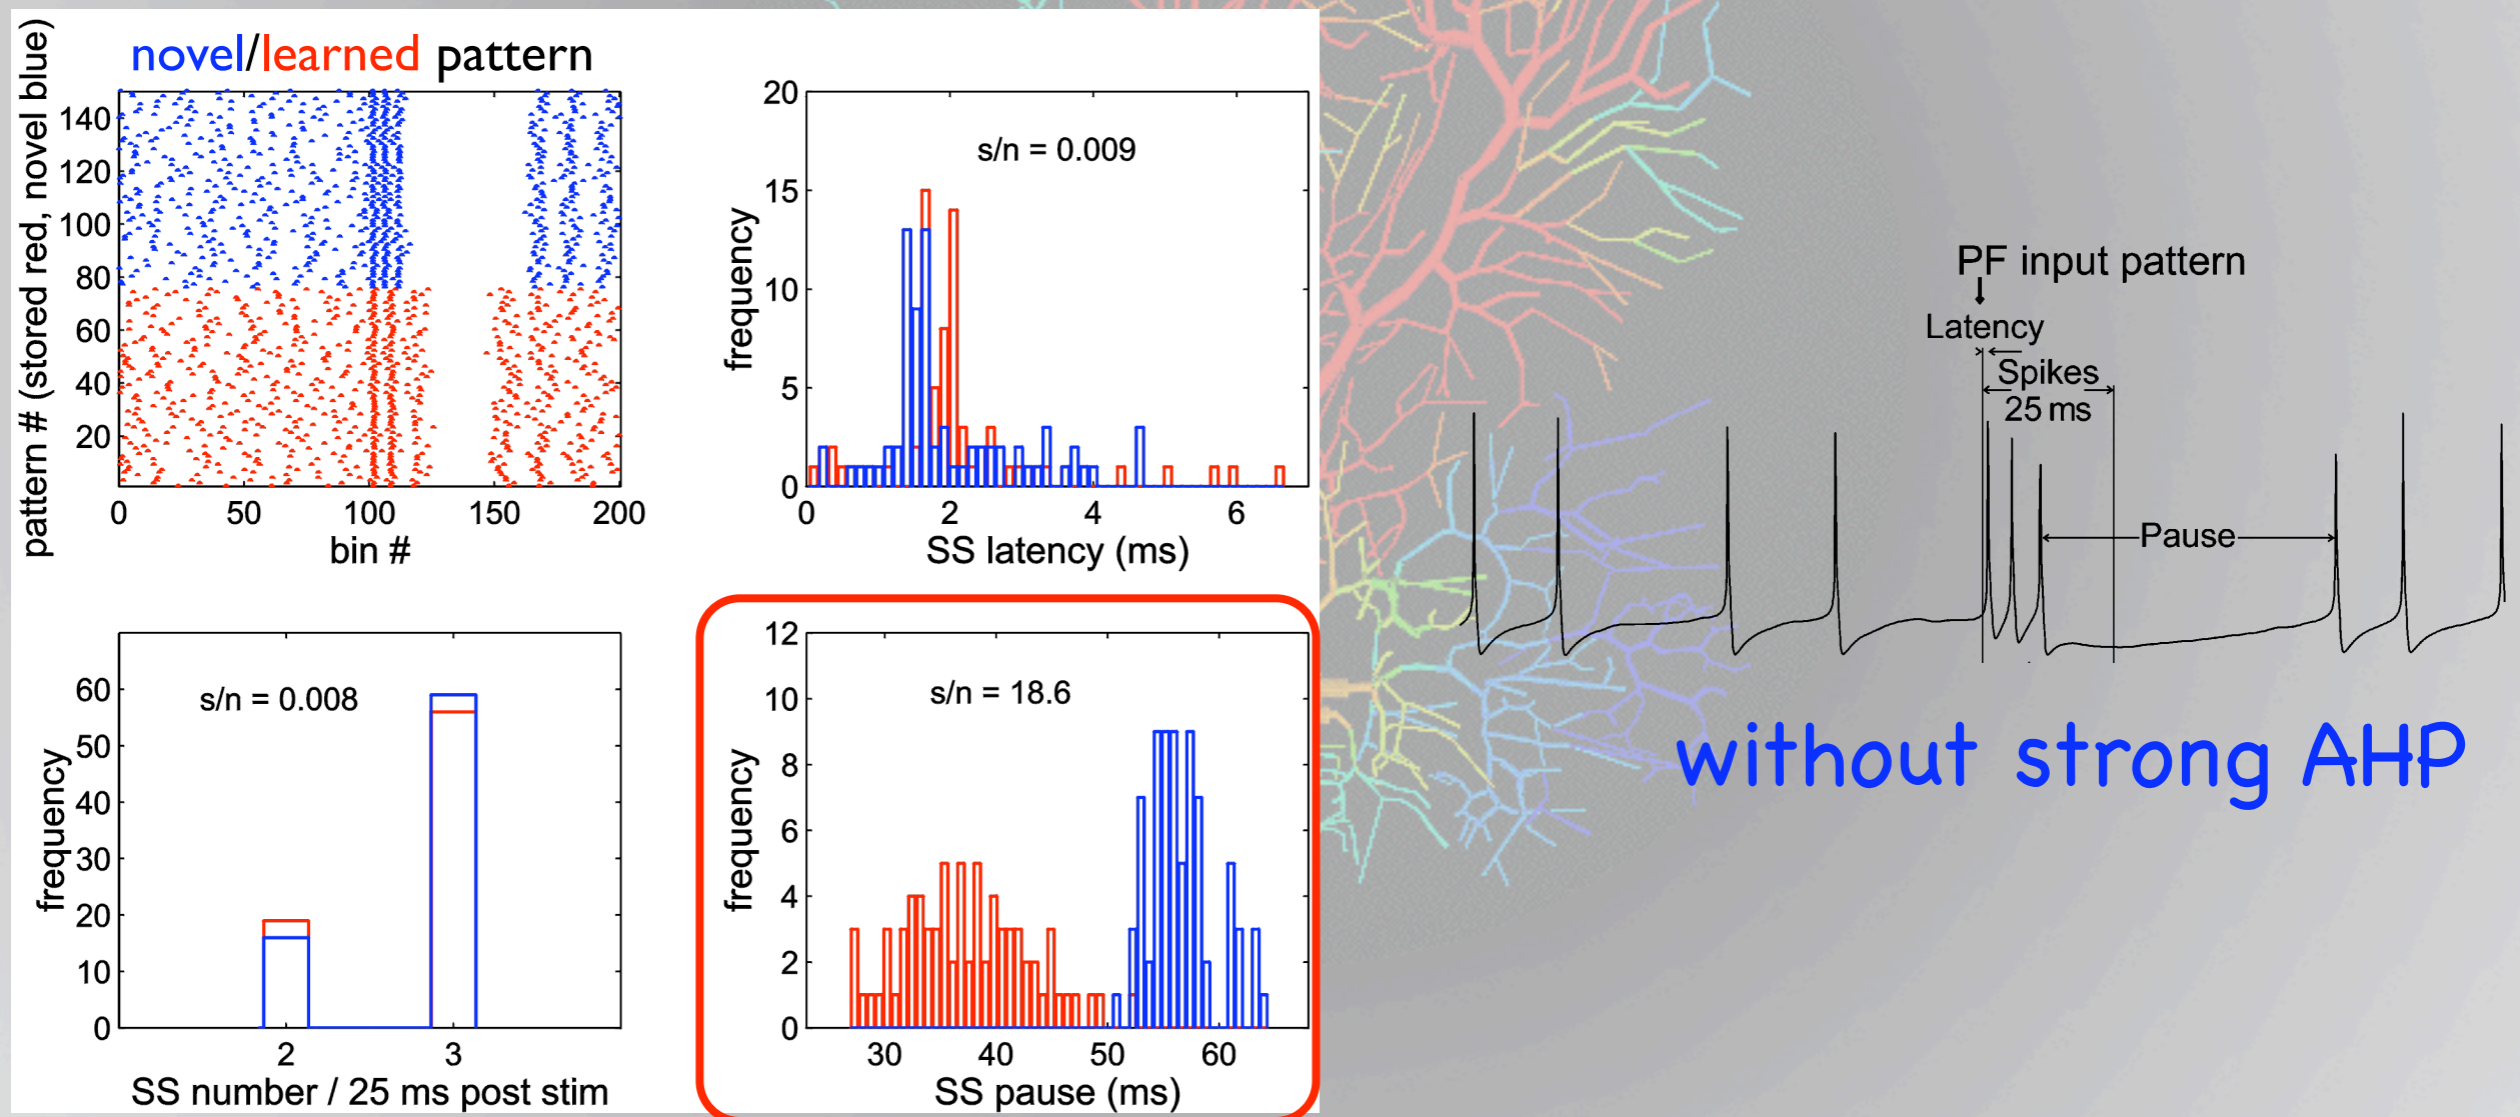 novel/learned pattern
pattern # (stored red, novel blue)
140
120
100
80
60
40
20
0 50 100 150 200
bin #
20
15
10
5
0
frequency
s/n = 0.009
0 2 4 6
SS latency (ms)
60
50
40
30
20
10
0
frequency
s/n = 0.008
2 3
SS number / 25 ms post stim
12
10
8
6
4
2
0
frequency
s/n = 18.6
30 40 50 60
SS pause (ms)
PF input pattern
Latency
Spikes
25 ms
Pause
without strong AHP